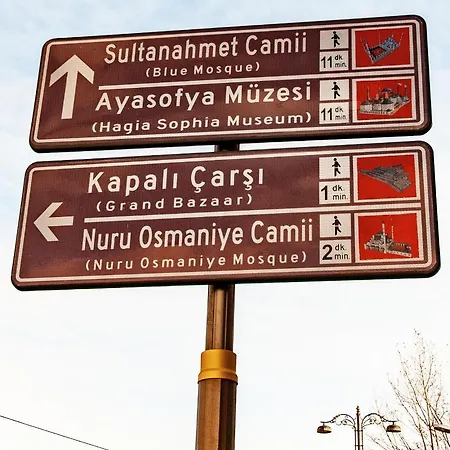 Sultanahmet Camii
(Blue Mosque)
11 dk. min.
Ayasofya Müzesi
(Hagia Sophia Museum)
11 dk. min.
Kapalı Çarşı
(Grand Bazaar)
1 dk. min.
Nuru Osmaniye Camii
(Nuru Osmaniye Mosque)
2 dk. min.